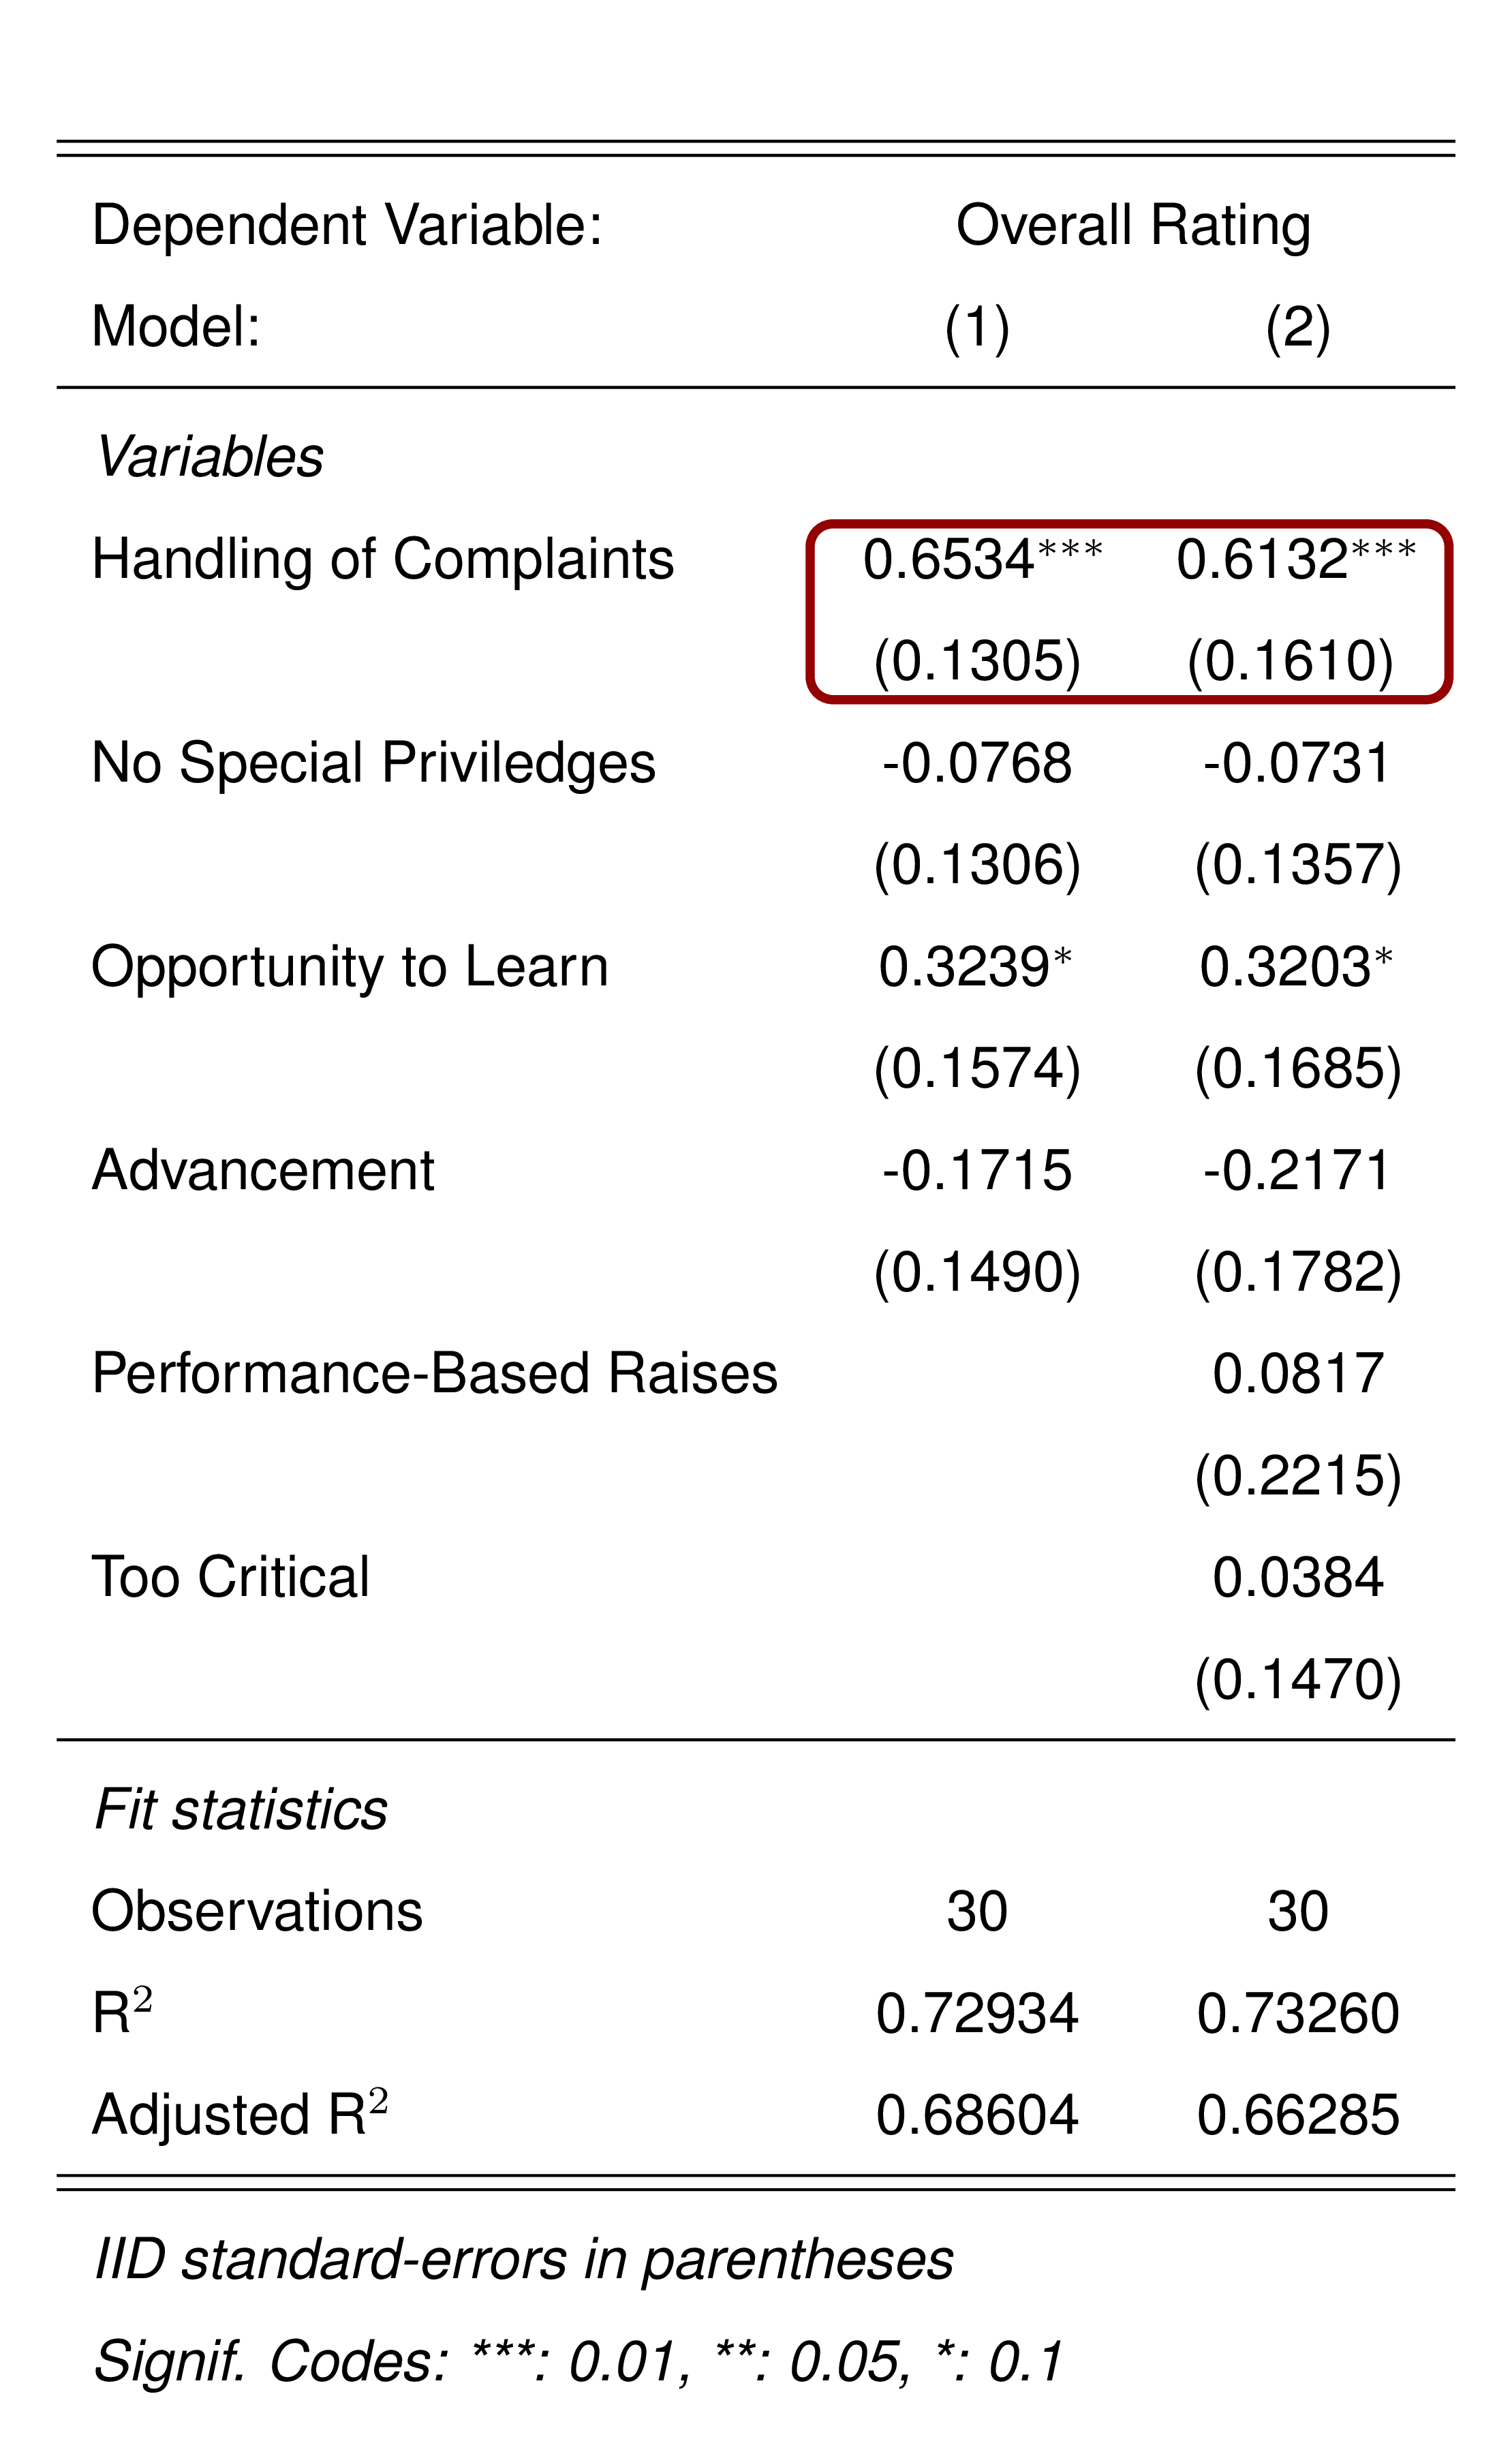 Dependent Variable: Overall Rating
Model: (1) (2)
Variables
Handling of Complaints 0.6534*** 0.6132***
(0.1305) (0.1610)
No Special Priviledges -0.0768 -0.0731
(0.1306) (0.1357)
Opportunity to Learn 0.3239* 0.3203*
(0.1574) (0.1685)
Advancement -0.1715 -0.2171
(0.1490) (0.1782)
Performance-Based Raises 0.0817
(0.2215)
Too Critical 0.0384
(0.1470)
Fit statistics
Observations 30 30
R² 0.72934 0.73260
Adjusted R² 0.68604 0.66285
IID standard-errors in parentheses
Signif. Codes: ***: 0.01, **: 0.05, *: 0.1